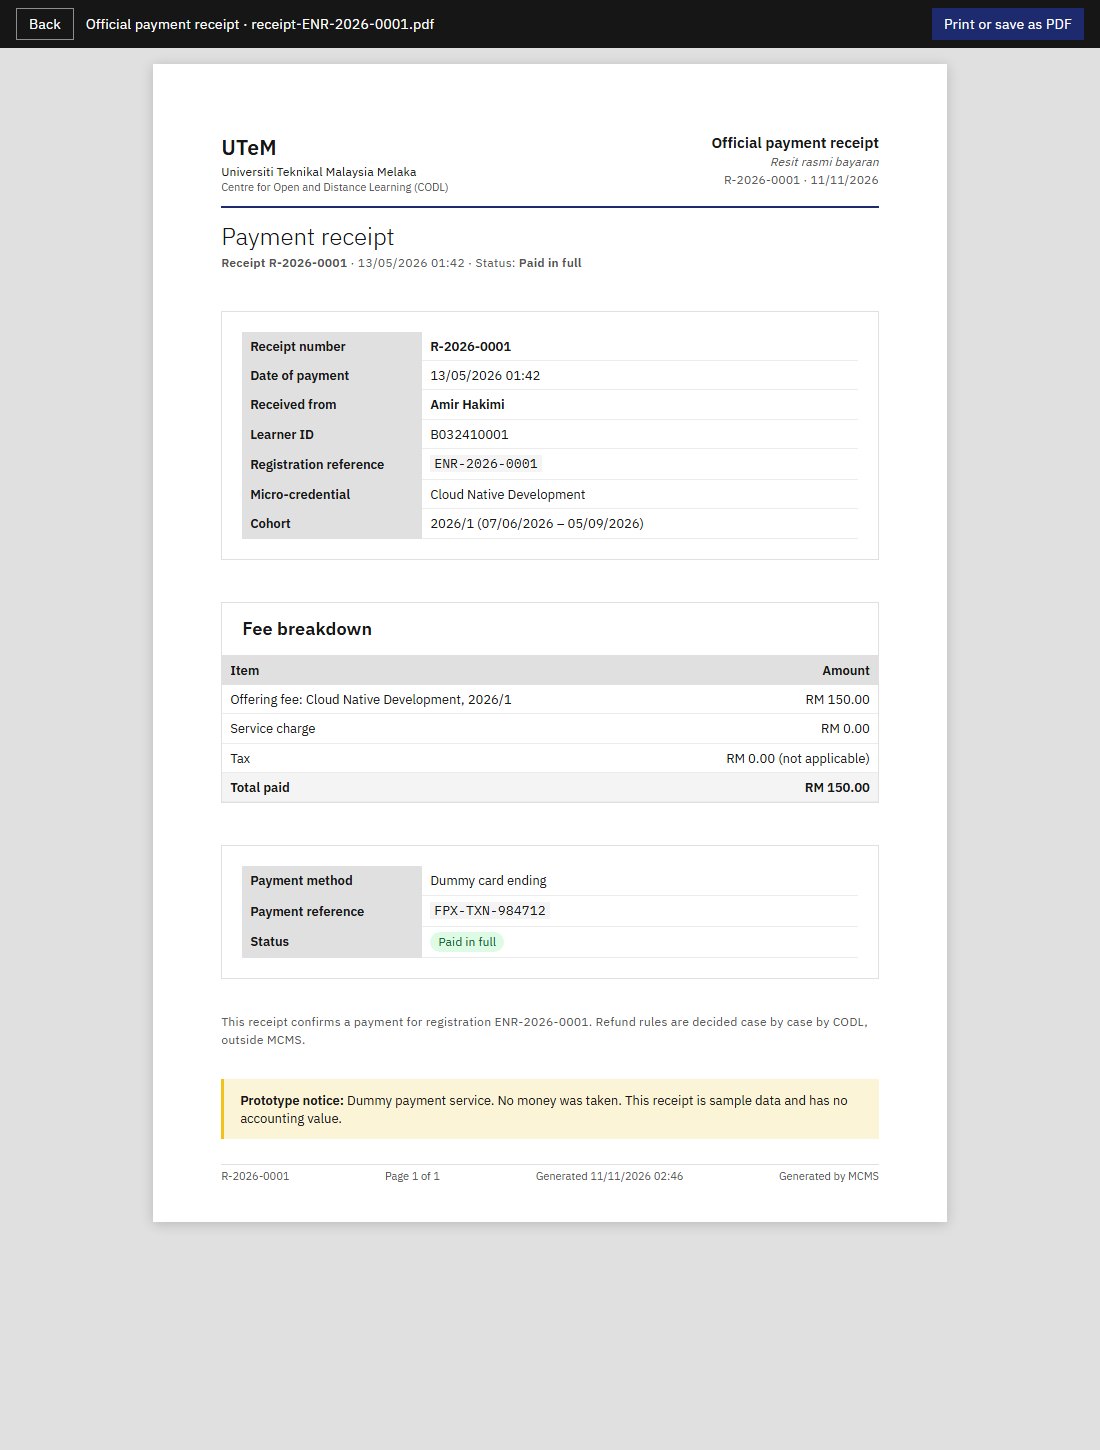 Back Official payment receipt · receipt-ENR-2026-0001.pdf Print or save as PDF
UTeM
Universiti Teknikal Malaysia Melaka
Centre for Open and Distance Learning (CODL)
Official payment receipt
Resit rasmi bayaran
R-2026-0001 · 11/11/2026
Payment receipt
Receipt R-2026-0001 · 13/05/2026 01:42 · Status: Paid in full
Receipt number R-2026-0001
Date of payment 13/05/2026 01:42
Received from Amir Hakimi
Learner ID B032410001
Registration reference ENR-2026-0001
Micro-credential Cloud Native Development
Cohort 2026/1 (07/06/2026 – 05/09/2026)
Fee breakdown
Item Amount
Offering fee: Cloud Native Development, 2026/1 RM 150.00
Service charge RM 0.00
Tax RM 0.00 (not applicable)
Total paid RM 150.00
Payment method Dummy card ending
Payment reference FPX-TXN-984712
Status Paid in full
This receipt confirms a payment for registration ENR-2026-0001. Refund rules are decided case by case by CODL,
outside MCMS.
Prototype notice: Dummy payment service. No money was taken. This receipt is sample data and has no
accounting value.
R-2026-0001 Page 1 of 1 Generated 11/11/2026 02:46 Generated by MCMS